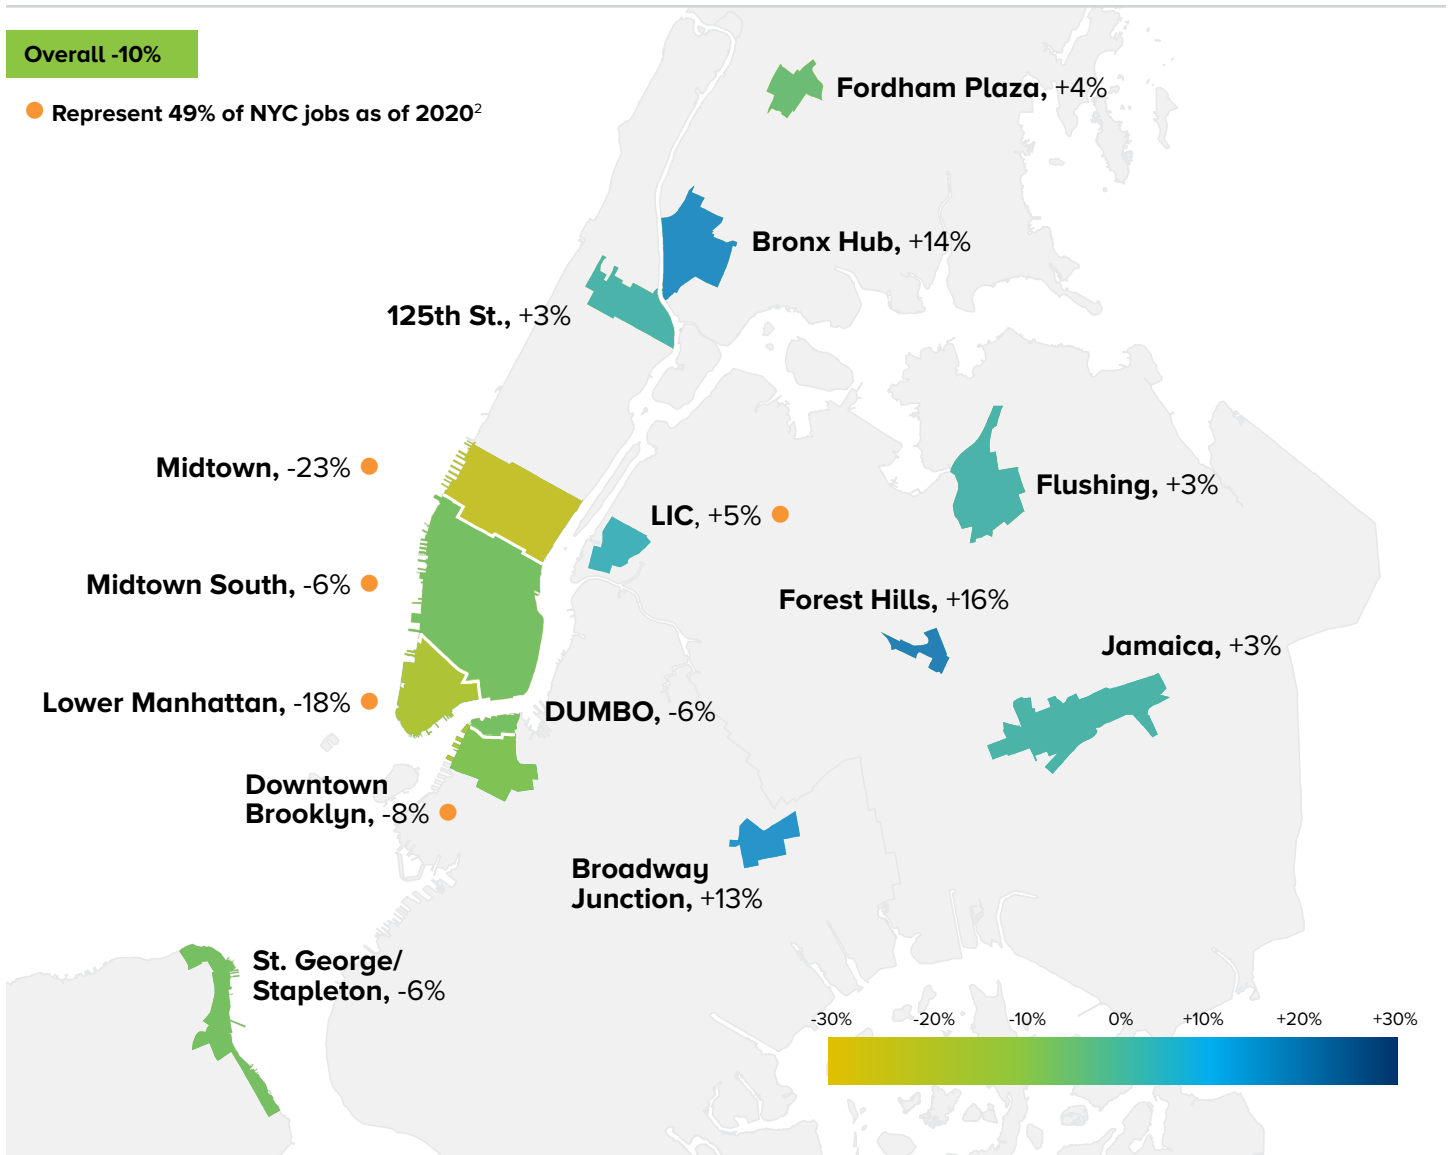 Overall -10%
Represent 49% of NYC jobs as of 2020²
Fordham Plaza, +4%
Bronx Hub, +14%
125th St., +3%
Midtown, -23%
LIC, +5%
Flushing, +3%
Midtown South, -6%
Forest Hills, +16%
Jamaica, +3%
Lower Manhattan, -18%
DUMBO, -6%
Downtown
Brooklyn, -8%
Broadway
Junction, +13%
St. George/
Stapleton, -6%
-30% -20% -10% 0% +10% +20% +30%